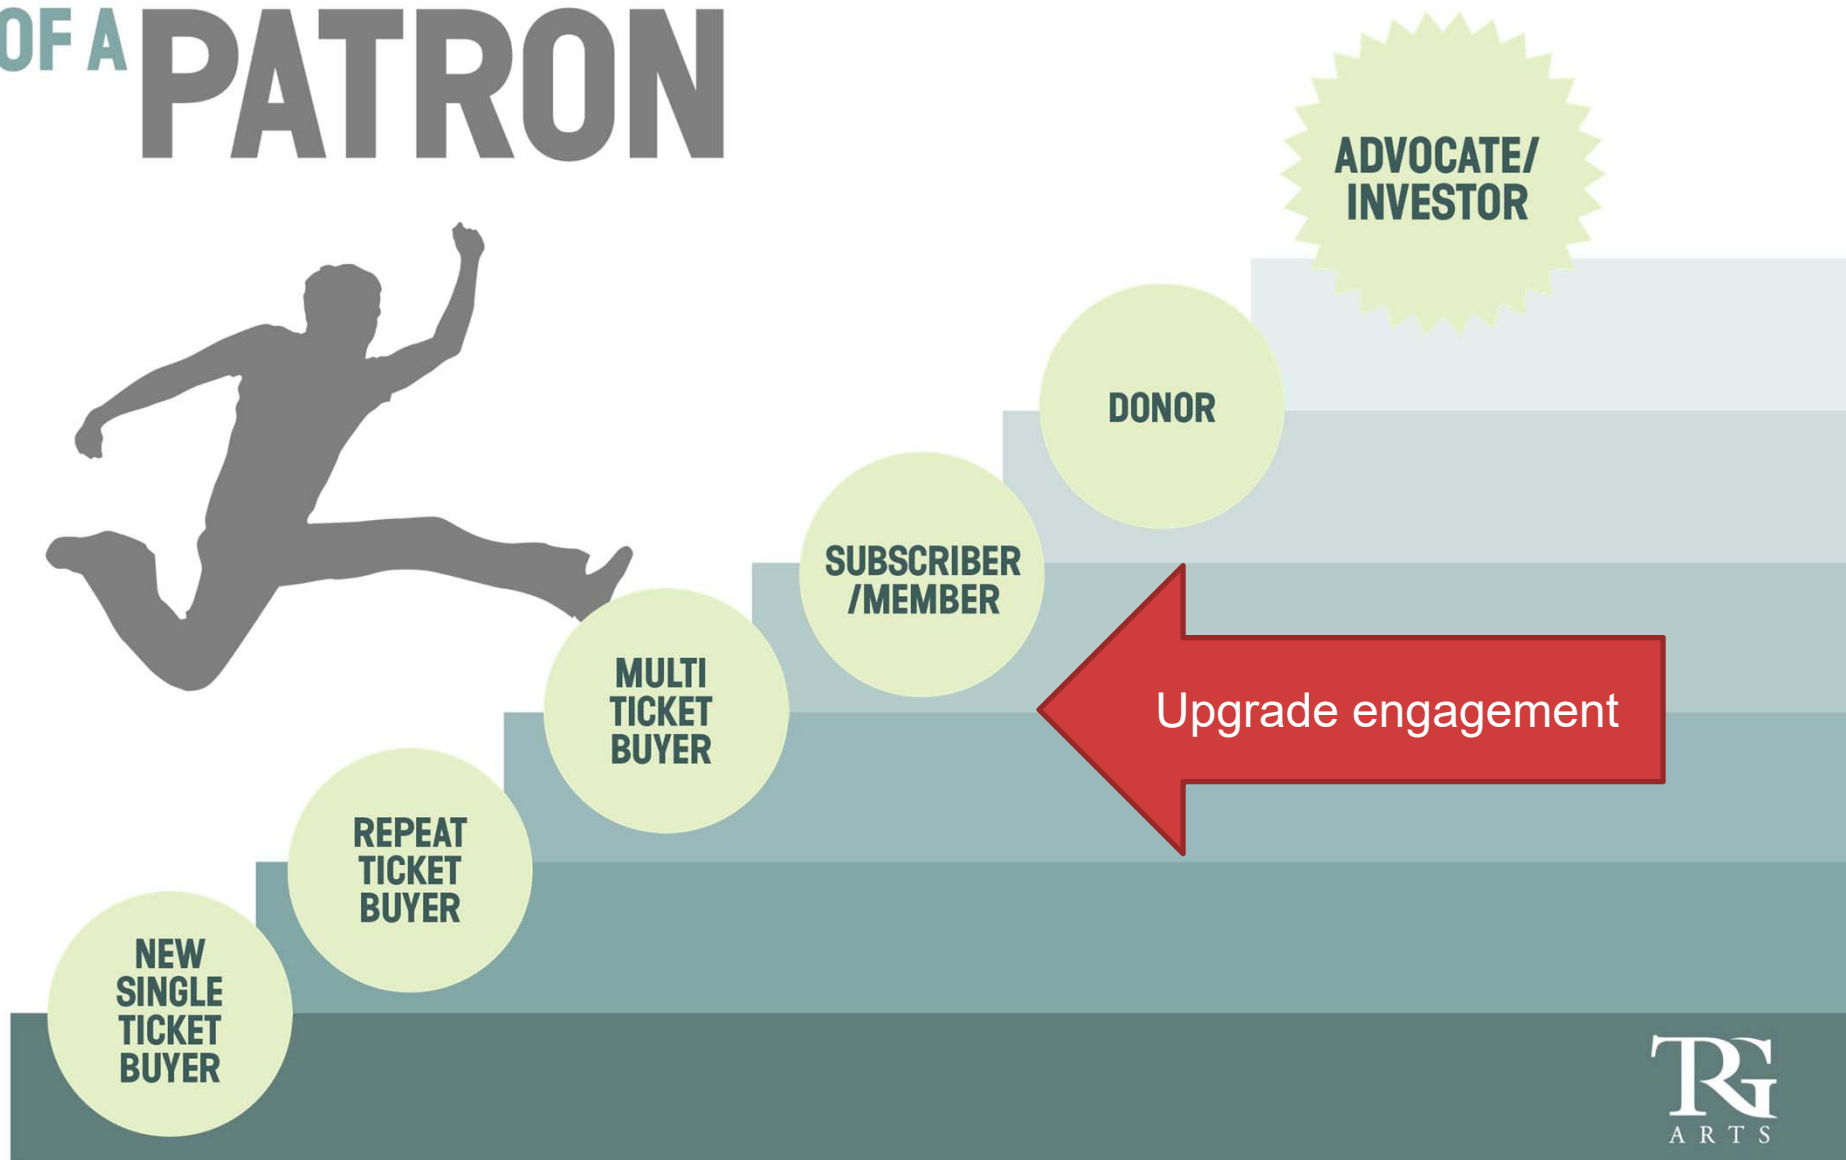 OF A PATRON
ADVOCATE/
INVESTOR
DONOR
SUBSCRIBER
/MEMBER
Upgrade engagement
MULTI
TICKET
BUYER
REPEAT
TICKET
BUYER
NEW
SINGLE
TICKET
BUYER
TRG
ARTS